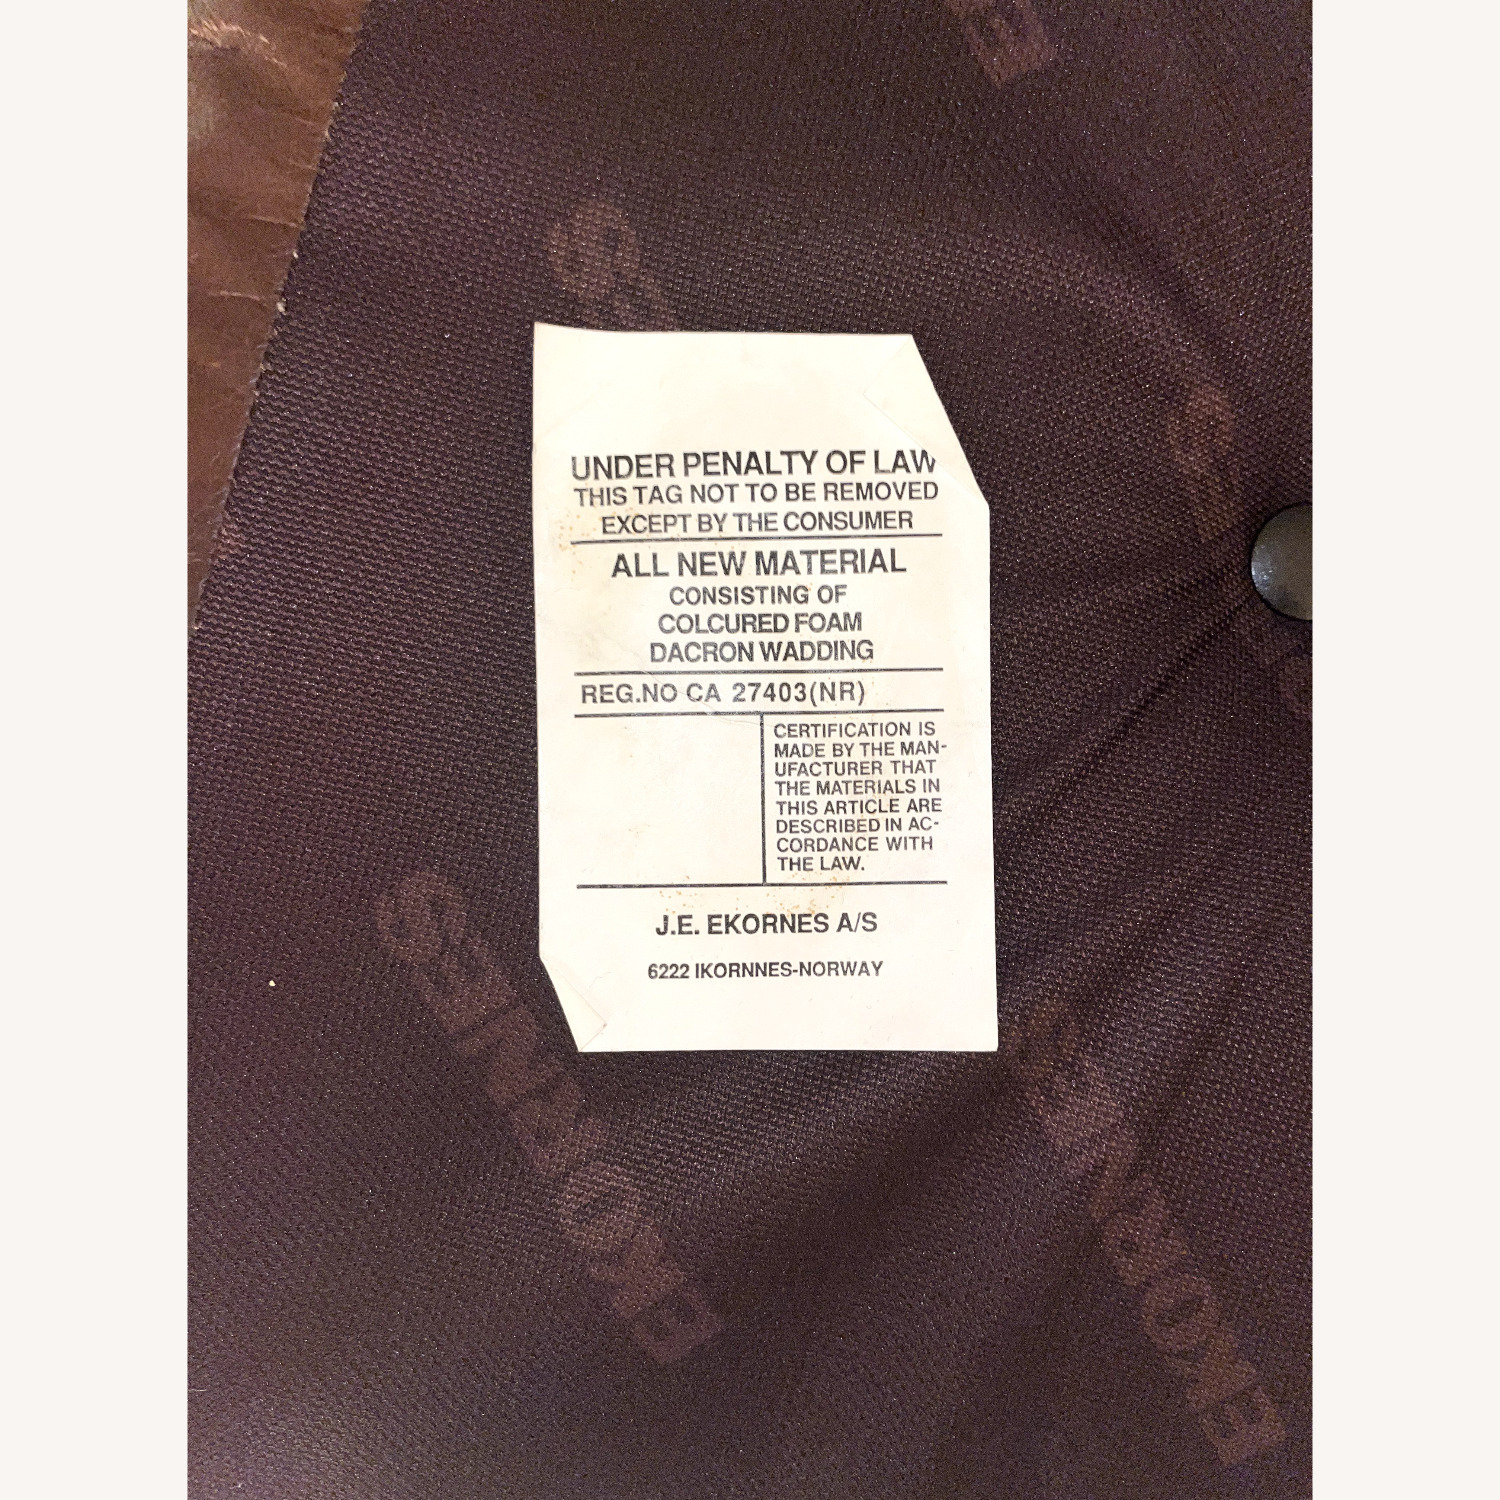 UNDER PENALTY OF LAW
THIS TAG NOT TO BE REMOVED
EXCEPT BY THE CONSUMER
ALL NEW MATERIAL
CONSISTING OF
COLCURED FOAM
DACRON WADDING
REG.NO CA 27403(NR)
CERTIFICATION IS
MADE BY THE MAN-
UFACTURER THAT
THE MATERIALS IN
THIS ARTICLE ARE
DESCRIBED IN AC-
CORDANCE WITH
THE LAW.
J.E. EKORNES A/S
6222 IKORNNES-NORWAY